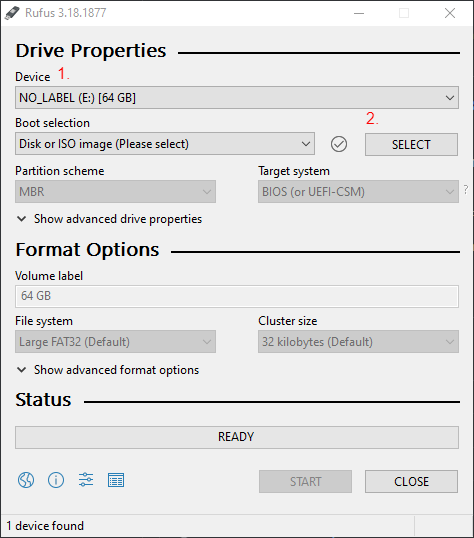 Rufus 3.18.1877
Drive Properties
Device 1.
NO_LABEL (E:) [64 GB]
Boot selection 2.
Disk or ISO image (Please select) SELECT
Partition scheme Target system
MBR BIOS (or UEFI-CSM) ?
Show advanced drive properties
Format Options
Volume label
64 GB
File system Cluster size
Large FAT32 (Default) 32 kilobytes (Default)
Show advanced format options
Status
READY
START CLOSE
1 device found